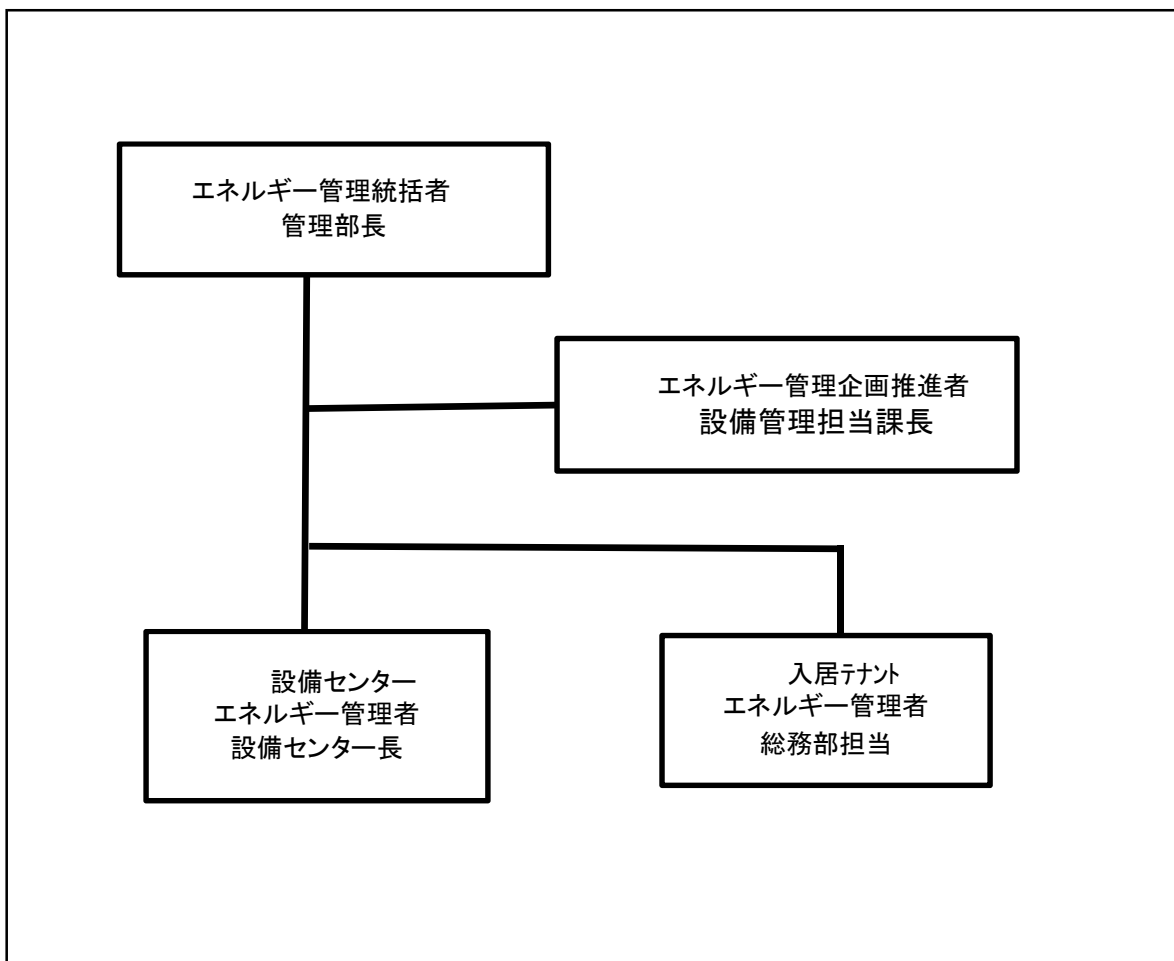 エネルギー管理統括者
管理部長
エネルギー管理企画推進者
設備管理担当課長
設備センター
エネルギー管理者
設備センター長
入居ﾃﾅﾝﾄ
エネルギー管理者
総務部担当